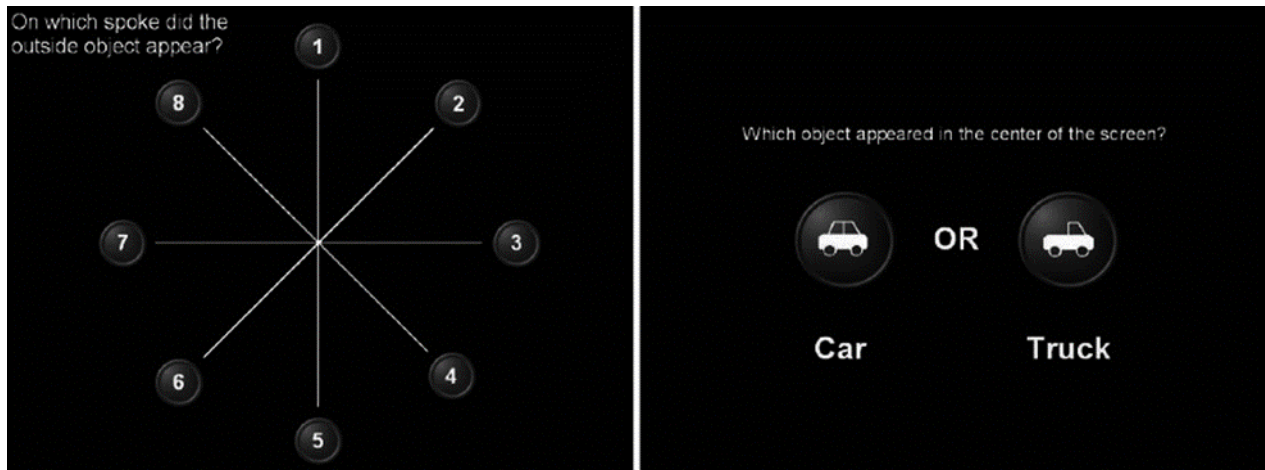 On which spoke did the
outside object appear?
1
8
2
7
3
6
4
5
Which object appeared in the center of the screen?
OR
Car
Truck